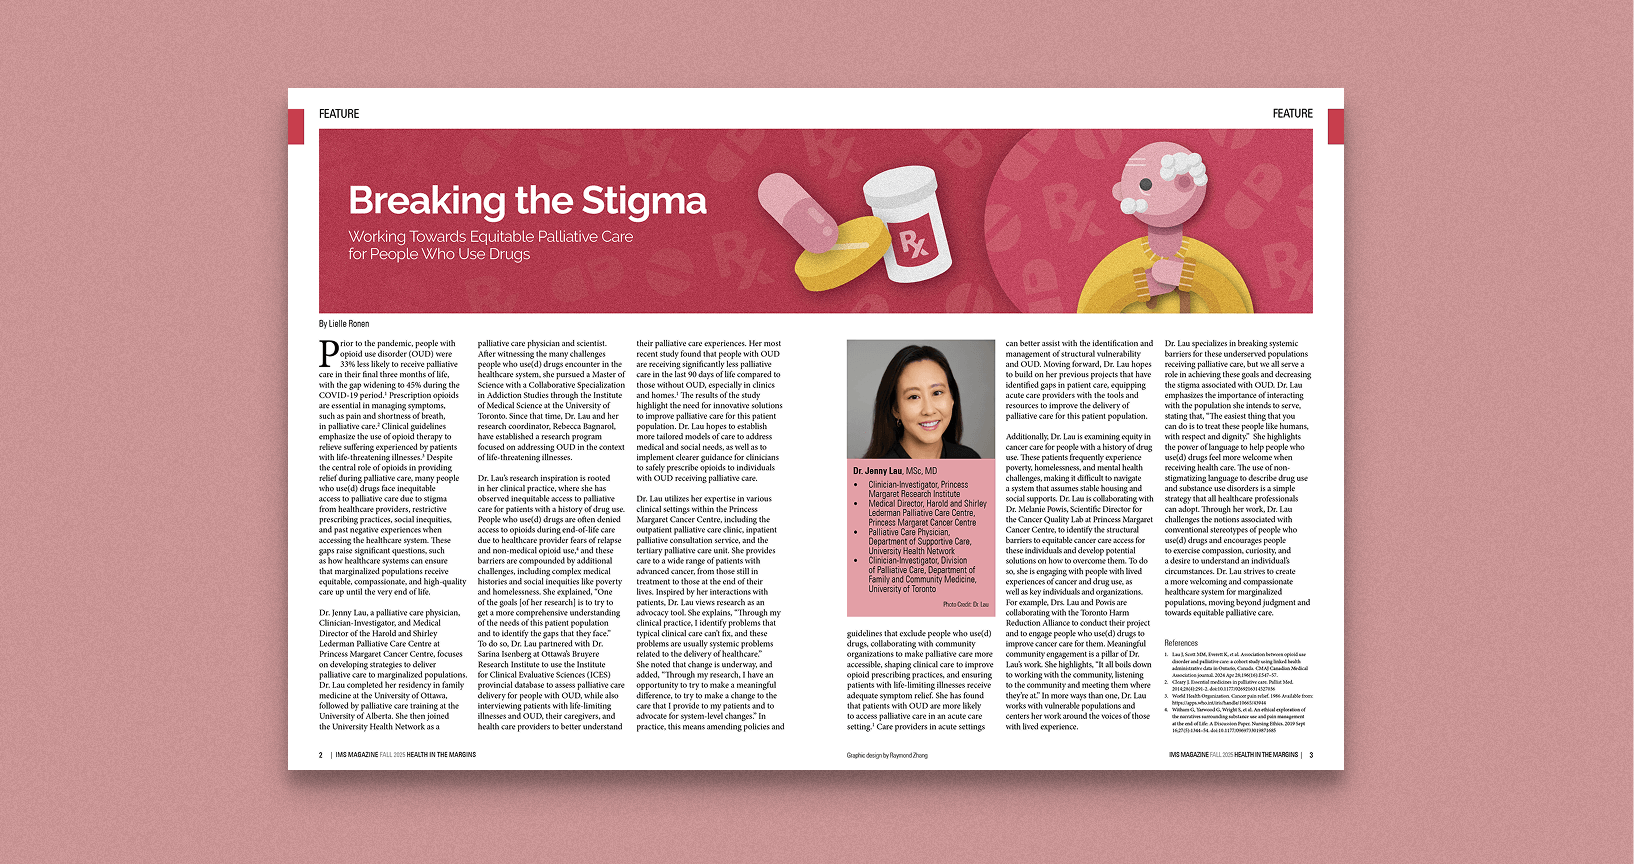 FEATURE
FEATURE
Breaking the Stigma
Working Towards Equitable Palliative Care
for People Who Use Drugs
Rx
By Lielle Ronen
Prior to the pandemic, people with
opioid use disorder (OUD) were
33% less likely to receive palliative
care in their final three months of life,
with the gap widening to 45% during the
COVID-19 period.¹ Prescription opioids
are essential in managing symptoms,
such as pain and shortness of breath,
in palliative care.² Clinical guidelines
emphasize the use of opioid therapy to
relieve suffering experienced by patients
with life-threatening illnesses.³ Despite
the central role of opioids in providing
relief during palliative care, many people
who use(d) drugs face inequitable
access to palliative care due to stigma
from healthcare providers, restrictive
prescribing practices, social inequities,
and past negative experiences when
accessing the healthcare system. These
gaps raise significant questions, such
as how healthcare systems can ensure
that marginalized populations receive
equitable, compassionate, and high-quality
care up until the very end of life.
Dr. Jenny Lau, a palliative care physician,
Clinician-Investigator, and Medical
Director of the Harold and Shirley
Lederman Palliative Care Centre at
Princess Margaret Cancer Centre, focuses
on developing strategies to deliver
palliative care to marginalized populations.
Dr. Lau completed her residency in family
medicine at the University of Ottawa,
followed by palliative care training at the
University of Alberta. She then joined
the University Health Network as a
palliative care physician and scientist.
After witnessing the many challenges
people who use(d) drugs encounter in the
healthcare system, she pursued a Master of
Science with a Collaborative Specialization
in Addiction Studies through the Institute
of Medical Science at the University of
Toronto. Since that time, Dr. Lau and her
research coordinator, Rebecca Bagnarol,
have established a research program
focused on addressing OUD in the context
of life-threatening illnesses.
Dr. Lau's research inspiration is rooted
in her clinical practice, where she has
observed inequitable access to palliative
care for patients with a history of drug use.
People who use(d) drugs are often denied
access to opioids during end-of-life care
due to healthcare provider fears of relapse
and non-medical opioid use,⁴ and these
barriers are compounded by additional
challenges, including complex medical
histories and social inequities like poverty
and homelessness. She explained, "One
of the goals [of her research] is to try to
get a more comprehensive understanding
of the needs of this patient population
and to identify the gaps that they face."
To do so, Dr. Lau partnered with Dr.
Sarina Isenberg at Ottawa's Bruyere
Research Institute to use the Institute
for Clinical Evaluative Sciences (ICES)
provincial database to assess palliative care
delivery for people with OUD, while also
interviewing patients with life-limiting
illnesses and OUD, their caregivers, and
health care providers to better understand
their palliative care experiences. Her most
recent study found that people with OUD
are receiving significantly less palliative
care in the last 90 days of life compared to
those without OUD, especially in clinics
and homes.¹ The results of the study
highlight the need for innovative solutions
to improve palliative care for this patient
population. Dr. Lau hopes to establish
more tailored models of care to address
medical and social needs, as well as to
implement clearer guidance for clinicians
to safely prescribe opioids to individuals
with OUD receiving palliative care.
Dr. Lau utilizes her expertise in various
clinical settings within the Princess
Margaret Cancer Centre, including the
outpatient palliative care clinic, inpatient
palliative consultation service, and the
tertiary palliative care unit. She provides
care to a wide range of patients with
advanced cancer, from those still in
treatment to those at the end of their
lives. Inspired by her interactions with
patients, Dr. Lau views research as an
advocacy tool. She explains, "Through my
clinical practice, I identify problems that
typical clinical care can't fix, and these
problems are usually systemic problems
related to the delivery of healthcare."
She noted that change is underway, and
added, "Through my research, I have an
opportunity to try to make a meaningful
difference, to try to make a change to the
care that I provide to my patients and to
advocate for system-level changes." In
practice, this means amending policies and
Dr. Jenny Lau, MSc, MD
• Clinician-Investigator, Princess
Margaret Research Institute
• Medical Director, Harold and Shirley
Lederman Palliative Care Centre,
Princess Margaret Cancer Centre
• Palliative Care Physician,
Department of Supportive Care,
University Health Network
• Clinician-Investigator, Division
of Palliative Care, Department of
Family and Community Medicine,
University of Toronto
Photo Credit: Dr. Lau
guidelines that exclude people who use(d)
drugs, collaborating with community
organizations to make palliative care more
accessible, shaping clinical care to improve
opioid prescribing practices, and ensuring
patients with life-limiting illnesses receive
adequate symptom relief. She has found
that patients with OUD are more likely
to access palliative care in an acute care
setting.¹ Care providers in acute settings
can better assist with the identification and
management of structural vulnerability
and OUD. Moving forward, Dr. Lau hopes
to build on her previous projects that have
identified gaps in patient care, equipping
acute care providers with the tools and
resources to improve the delivery of
palliative care for this patient population.
Additionally, Dr. Lau is examining equity in
cancer care for people with a history of drug
use. These patients frequently experience
poverty, homelessness, and mental health
challenges, making it difficult to navigate
a system that assumes stable housing and
social supports. Dr. Lau is collaborating with
Dr. Melanie Powis, Scientific Director for
the Cancer Quality Lab at Princess Margaret
Cancer Centre, to identify the structural
barriers to equitable cancer care access for
these individuals and develop potential
solutions on how to overcome them. To do
so, she is engaging with people with lived
experiences of cancer and drug use, as
well as key individuals and organizations.
For example, Drs. Lau and Powis are
collaborating with the Toronto Harm
Reduction Alliance to conduct their project
and to engage people who use(d) drugs to
improve cancer care for them. Meaningful
community engagement is a pillar of Dr.
Lau's work. She highlights, "It all boils down
to working with the community, listening
to the community and meeting them where
they're at." In more ways than one, Dr. Lau
works with vulnerable populations and
centers her work around the voices of those
with lived experience.
Dr. Lau specializes in breaking systemic
barriers for these underserved populations
receiving palliative care, but we all serve a
role in achieving these goals and decreasing
the stigma associated with OUD. Dr. Lau
emphasizes the importance of interacting
with the population she intends to serve,
stating that, "The easiest thing that you
can do is to treat these people like humans,
with respect and dignity." She highlights
the power of language to help people who
use(d) drugs feel more welcome when
receiving health care. The use of non-
stigmatizing language to describe drug use
and substance use disorders is a simple
strategy that all healthcare professionals
can adopt. Through her work, Dr. Lau
challenges the notions associated with
conventional stereotypes of people who
use(d) drugs and encourages people
to exercise compassion, curiosity, and
a desire to understand an individual's
circumstances. Dr. Lau strives to create
a more welcoming and compassionate
healthcare system for marginalized
populations, moving beyond judgment and
towards equitable palliative care.
References
1. Lau J, Scott MM, Everett K, et al. Association between opioid use
disorder and palliative care: a cohort study using linked health
administrative data in Ontario, Canada. CMAJ Canadian Medical
Association journal. 2024 Apr 28;196(16):E547–57.
2. Cleary J. Essential medicines in palliative care. Palliat Med.
2014;28(4):291-2. doi:10.1177/0269216314527036
3. World Health Organization. Cancer pain relief. 1986 Available from:
https://apps.who.int/iris/handle/10665/43944
4. Witham G, Yarwood G, Wright S, et al. An ethical exploration of
the narratives surrounding substance use and pain management
at the end of life: A Discussion Paper. Nursing Ethics. 2019 Sept
16;27(5):1344–54. doi:10.1177/0969733019871685
2 | IMS MAGAZINE FALL 2025 HEALTH IN THE MARGINS
Graphic design by Raymond Zhang
IMS MAGAZINE FALL 2025 HEALTH IN THE MARGINS | 3